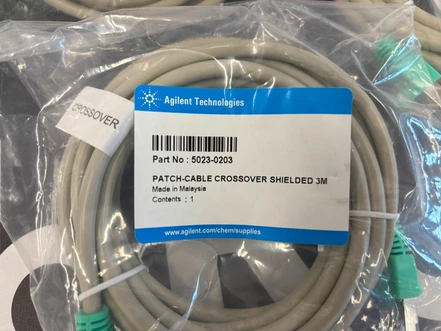 CROSSOVER
Agilent Technologies
Part No : 5023-0203
PATCH-CABLE CROSSOVER SHIELDED 3M
Made in Malaysia
Contents : 1
www.agilent.com/chem/supplies